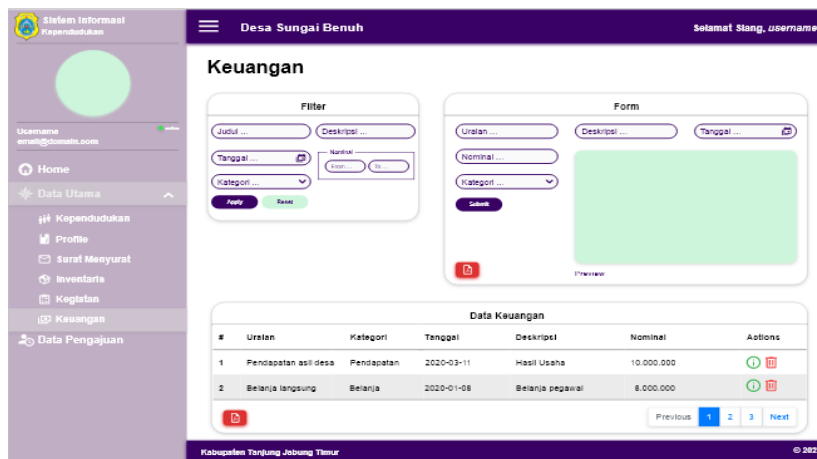 Sistem Informasi
Kependudukan
Desa Sungai Benuh
Selamat Siang, username
Username
online
email@domain.com
Home
Data Utama
Kependudukan
Profile
Surat Menyurat
Inventaris
Kegiatan
Keuangan
Data Pengajuan
Keuangan
Filter
Judul ...
Deskripsi ...
Tanggal ...
Nominal
From ...
To ...
Kategori ...
Apply
Reset
Form
Uraian ...
Deskripsi ...
Tanggal ...
Nominal ...
Kategori ...
Submit
Preview
Data Keuangan
# Uraian Kategori Tanggal Deskripsi Nominal Actions
1 Pendapatan asli desa Pendapatan 2020-03-11 Hasil Usaha 10.000.000
2 Belanja langsung Belanja 2020-01-08 Belanja pegawai 8.000.000
Previous 1 2 3 Next
Kabupaten Tanjung Jabung Timur
© 202